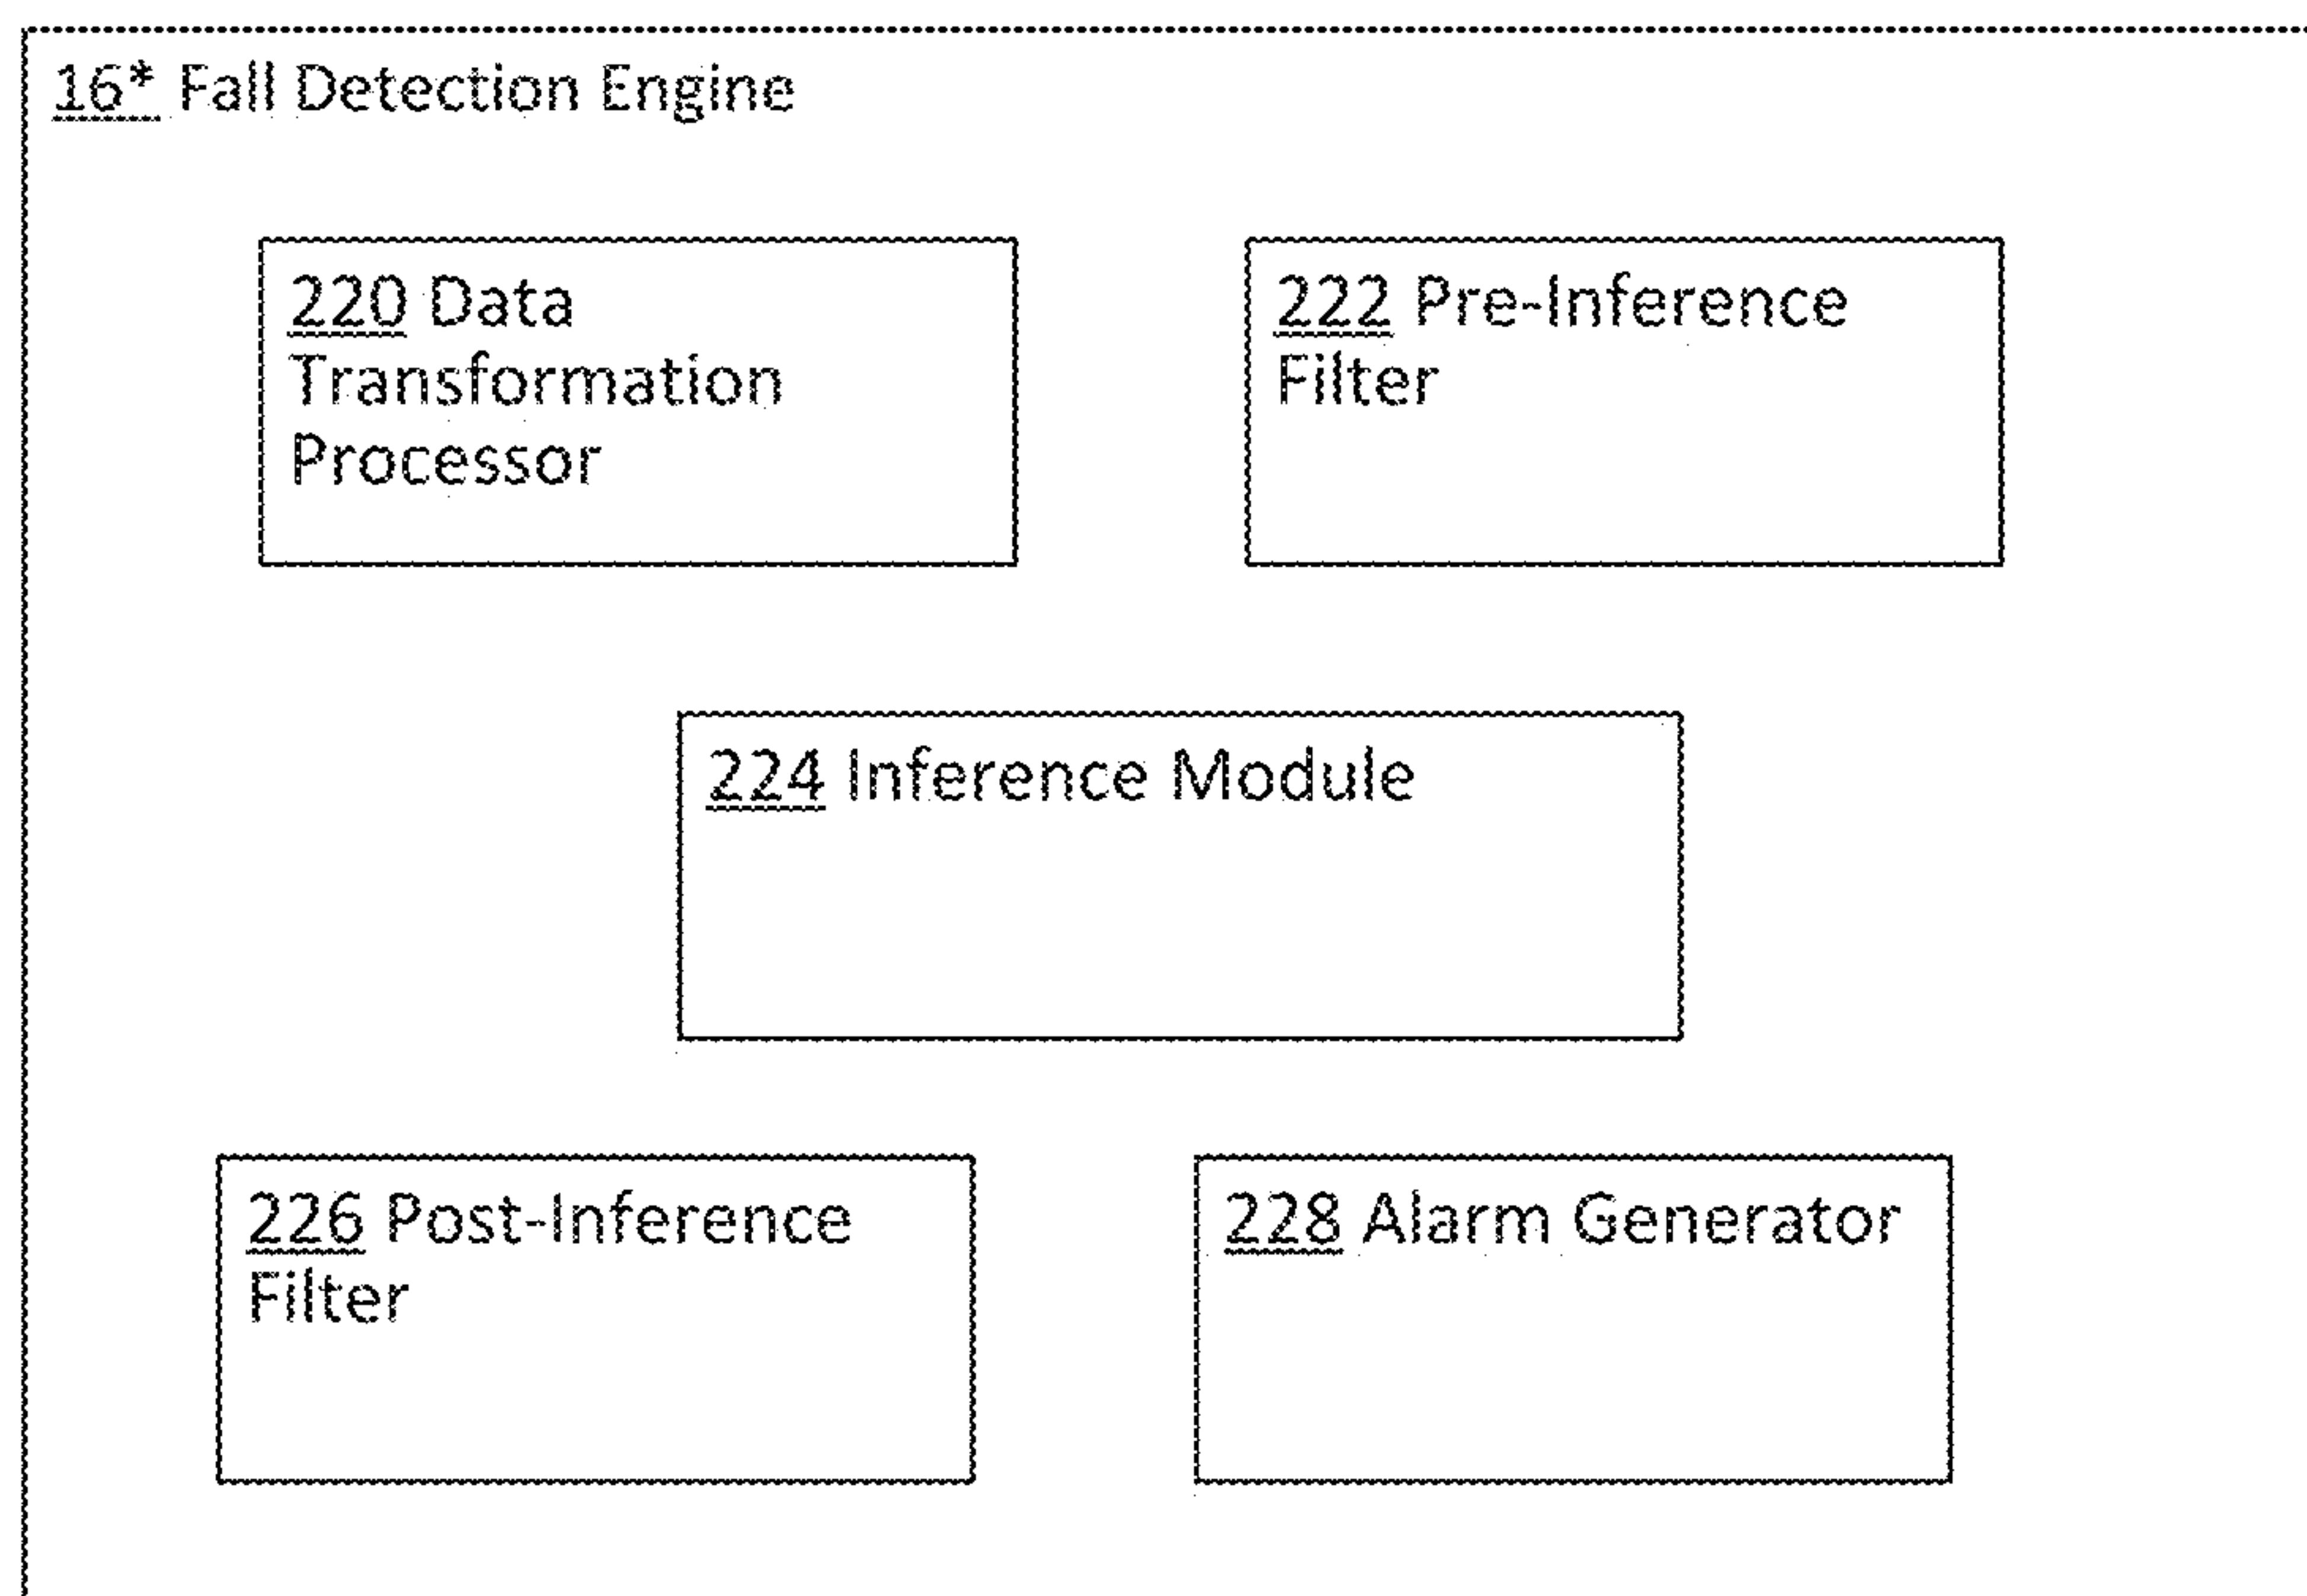 16* Fall Detection Engine
220 Data
Transformation
Processor
222 Pre-Inference
Filter
224 Inference Module
226 Post-Inference
Filter
228 Alarm Generator